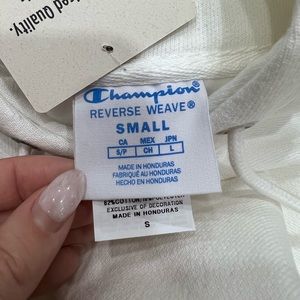 Quality.
Champion
REVERSE WEAVE®
SMALL
CA MEX JPN
S/P CH L
MADE IN HONDURAS
FABRIQUÉ AU HONDURAS
HECHO EN HONDURAS
EXCLUSIVE OF DECORATION
MADE IN HONDURAS
S